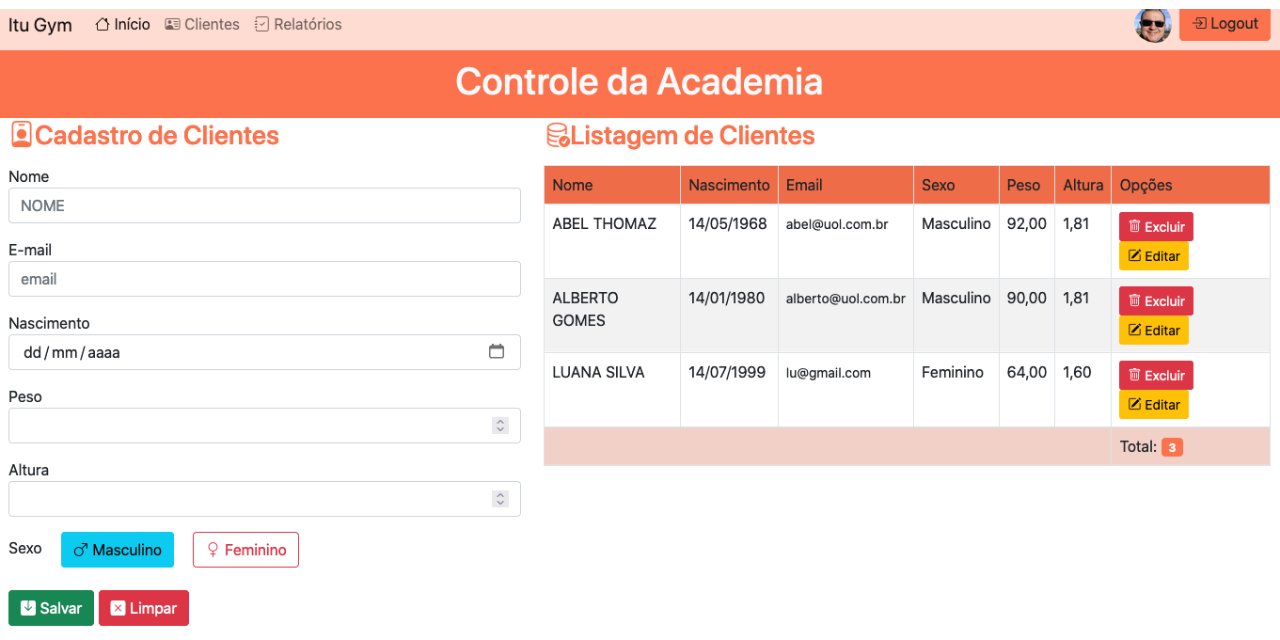 Itu Gym Início Clientes Relatórios Logout
Controle da Academia
Cadastro de Clientes
Nome
NOME
E-mail
email
Nascimento
dd/mm/aaaa
Peso
Altura
Sexo Masculino Feminino
Salvar Limpar
Listagem de Clientes
Nome Nascimento Email Sexo Peso Altura Opções
ABEL THOMAZ 14/05/1968 abel@uol.com.br Masculino 92,00 1,81 Excluir
Editar
ALBERTO 14/01/1980 alberto@uol.com.br Masculino 90,00 1,81 Excluir
GOMES Editar
LUANA SILVA 14/07/1999 lu@gmail.com Feminino 64,00 1,60 Excluir
Editar
Total: 3